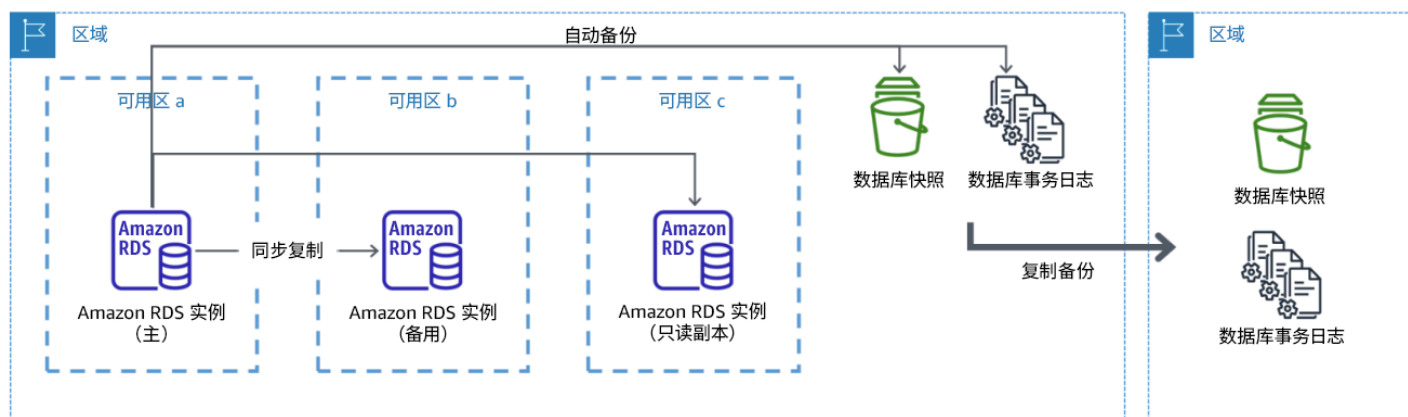 区域
自动备份
区域
可用区 a
可用区 b
可用区 c
数据库快照
数据库事务日志
数据库快照
Amazon
RDS
同步复制
Amazon
RDS
Amazon
RDS
复制备份
Amazon RDS 实例
（主）
Amazon RDS 实例
（备用）
Amazon RDS 实例
（只读副本）
数据库事务日志